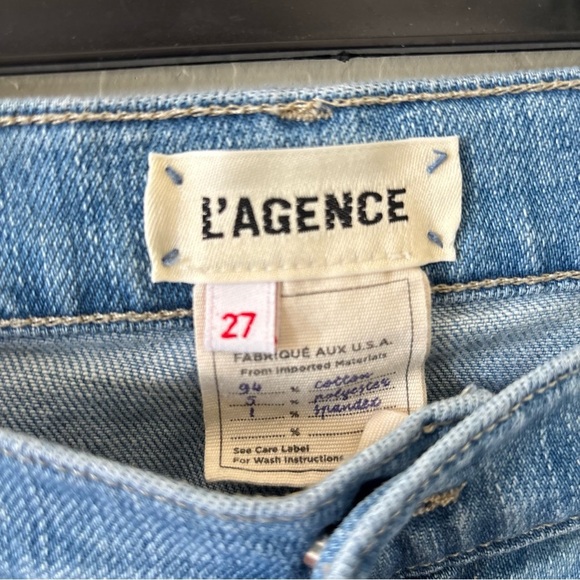 L'AGENCE
27
FABRIQUÉ AUX U.S.A.
From Imported Materials
94 % cotton
5 % polyester
1 % spandex
%
See Care Label
For Wash Instructions